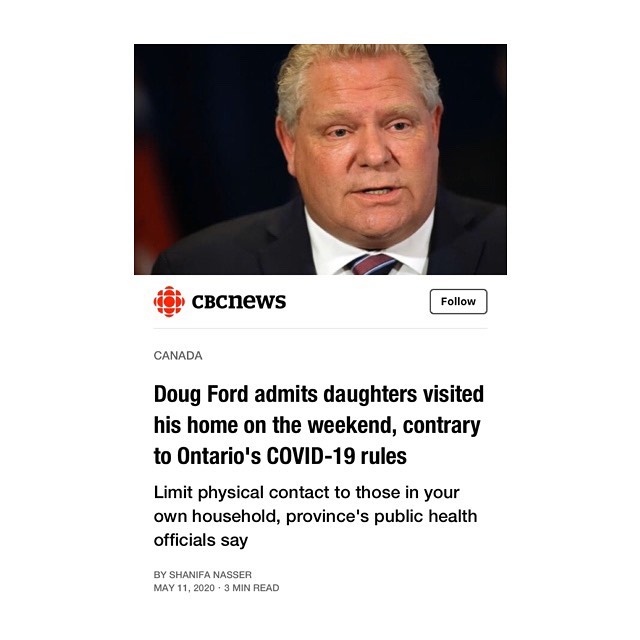 CBCnews
Follow
CANADA
Doug Ford admits daughters visited
his home on the weekend, contrary
to Ontario's COVID-19 rules
Limit physical contact to those in your
own household, province's public health
officials say
BY SHANIFA NASSER
MAY 11, 2020 · 3 MIN READ